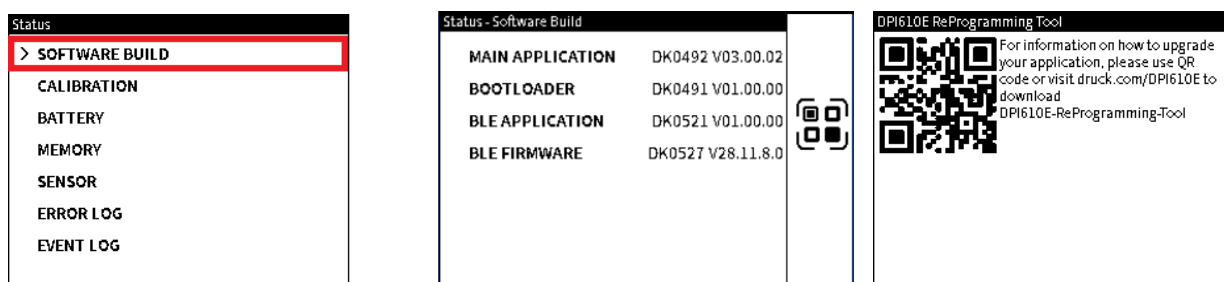 Status
> SOFTWARE BUILD
CALIBRATION
BATTERY
MEMORY
SENSOR
ERROR LOG
EVENT LOG
Status - Software Build
MAIN APPLICATION DK0492 V03.00.02
BOOTLOADER DK0491 V01.00.00
BLE APPLICATION DK0521 V01.00.00
BLE FIRMWARE DK0527 V28.11.8.0
DPI610E ReProgramming Tool
For information on how to upgrade
your application, please use QR
code or visit druck.com/DPI610E to
download
DPI610E-ReProgramming-Tool